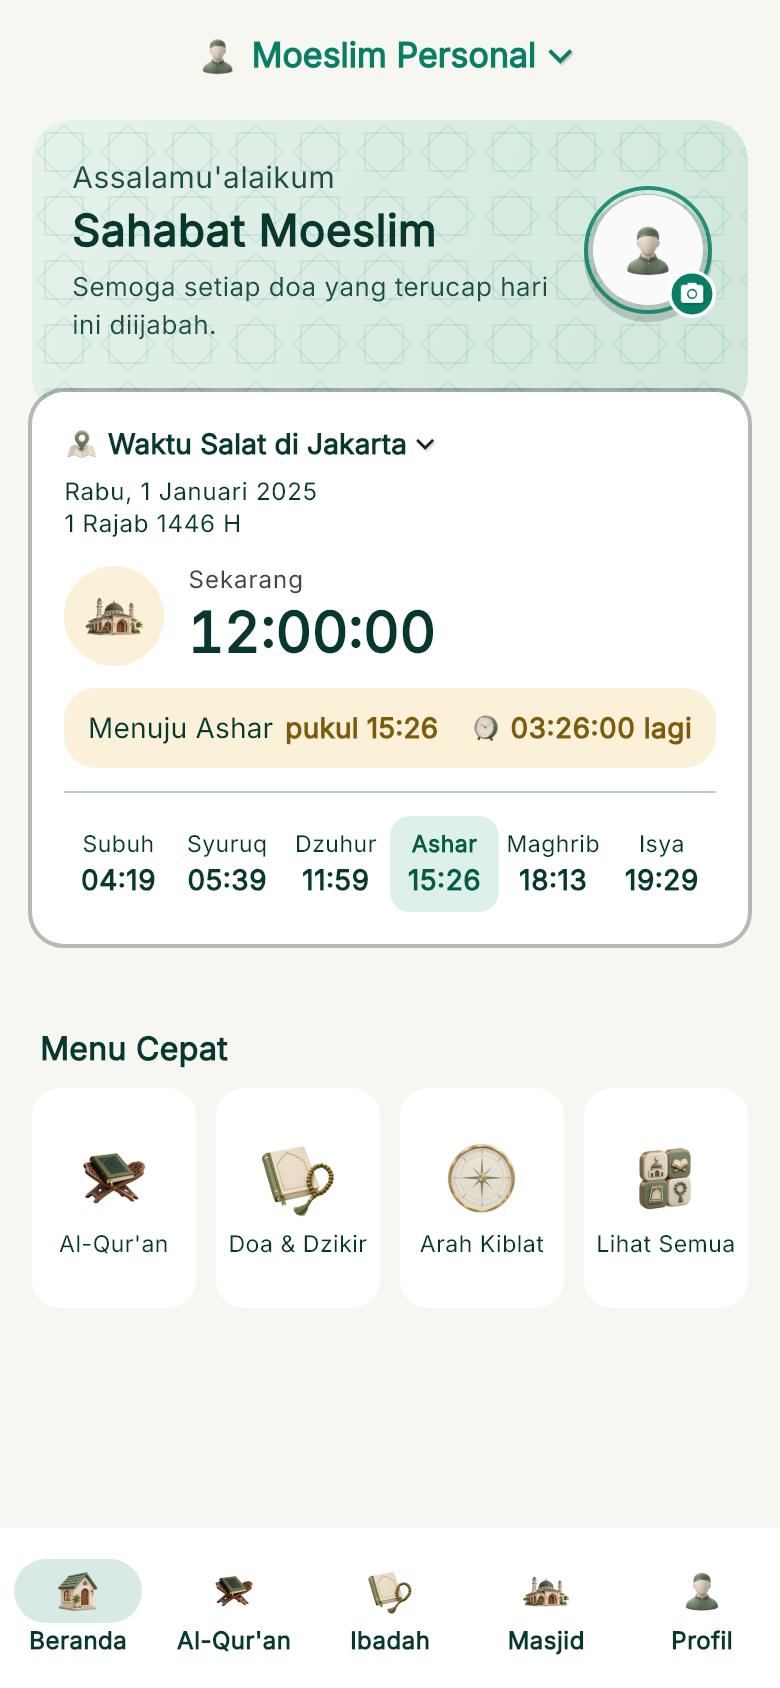 Moeslim Personal
Assalamu'alaikum
Sahabat Moeslim
Semoga setiap doa yang terucap hari
ini diijabah.
Waktu Salat di Jakarta
Rabu, 1 Januari 2025
1 Rajab 1446 H
Sekarang
12:00:00
Menuju Ashar pukul 15:26 03:26:00 lagi
Subuh Syuruq Dzuhur Ashar Maghrib Isya
04:19 05:39 11:59 15:26 18:13 19:29
Menu Cepat
Al-Qur'an Doa & Dzikir Arah Kiblat Lihat Semua
Beranda Al-Qur'an Ibadah Masjid Profil